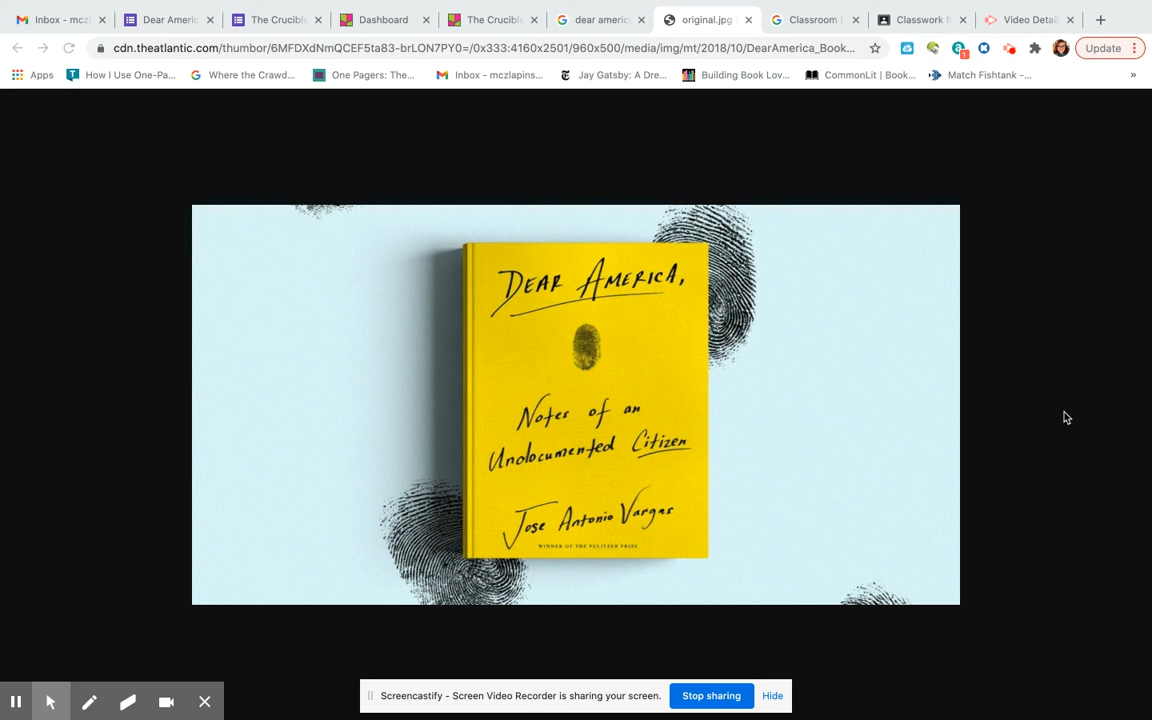 Inbox - mczl
Dear Americ
The Crucible
Dashboard
The Crucible
dear americ
original.jpg
Classroom
Classwork f
Video Detai
cdn.theatlantic.com/thumbor/6MFDXdNmQCEF5ta83-brLON7PY0=/0x333:4160x2501/960x500/media/img/mt/2018/10/DearAmerica_Book...
Update
Apps
How I Use One-Pa...
Where the Crawd...
One Pagers: The...
Inbox - mczlapins...
Jay Gatsby: A Dre...
Building Book Lov...
CommonLit | Book...
Match Fishtank -...
»
DEAR AMERICA,
Notes of an
Undocumented Citizen
Jose Antonio Vargas
WINNER OF THE PULITZER PRIZE
Screencastify - Screen Video Recorder is sharing your screen.
Stop sharing
Hide